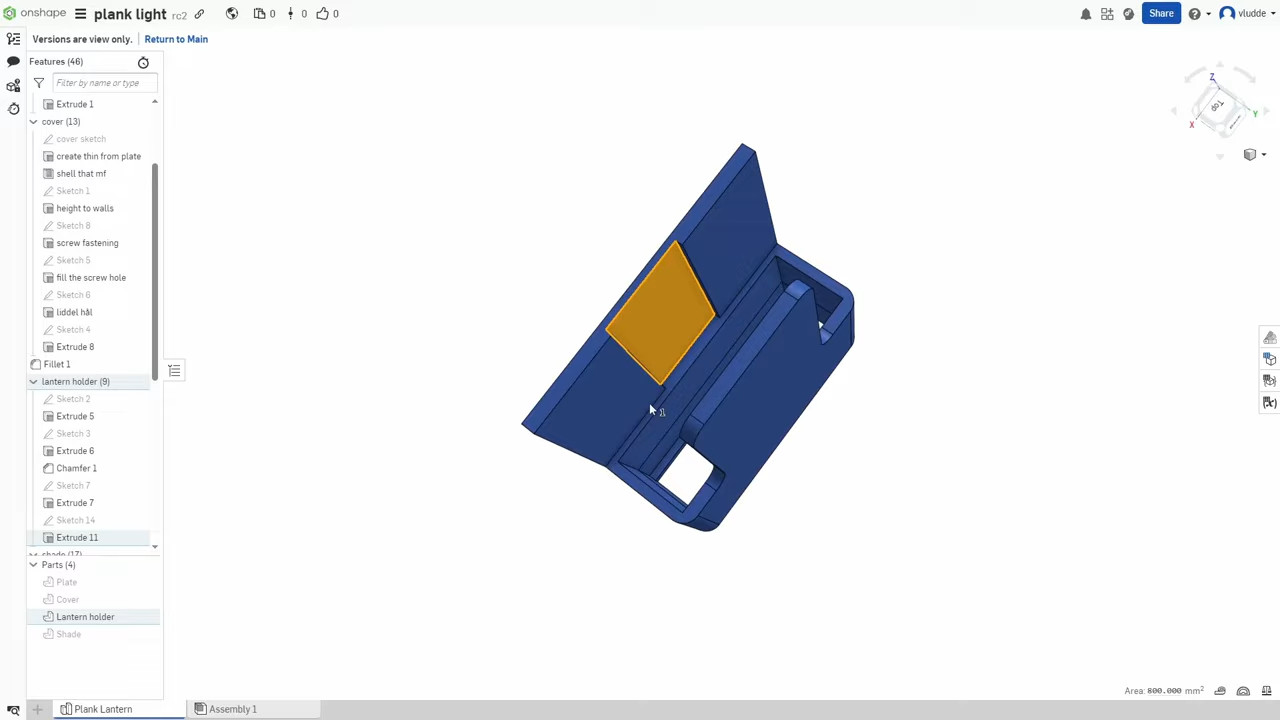 onshape plank light rc2 0 0 0 Share vludde
Versions are view only. Return to Main
Features (46)
Filter by name or type
Extrude 1
cover (13)
cover sketch
create thin from plate
shell that mf
Sketch 1
height to walls
Sketch 8
screw fastening
Sketch 5
fill the screw hole
Sketch 6
liddel hål
Sketch 4
Extrude 8
Fillet 1
lantern holder (9)
Sketch 2
Extrude 5
Sketch 3
Extrude 6
Chamfer 1
Sketch 7
Extrude 7
Sketch 14
Extrude 11
shade (17)
Parts (4)
Plate
Cover
Lantern holder
Shade
Z
Top
X
Y
1
Area: 800.000 mm²
Plank Lantern Assembly 1